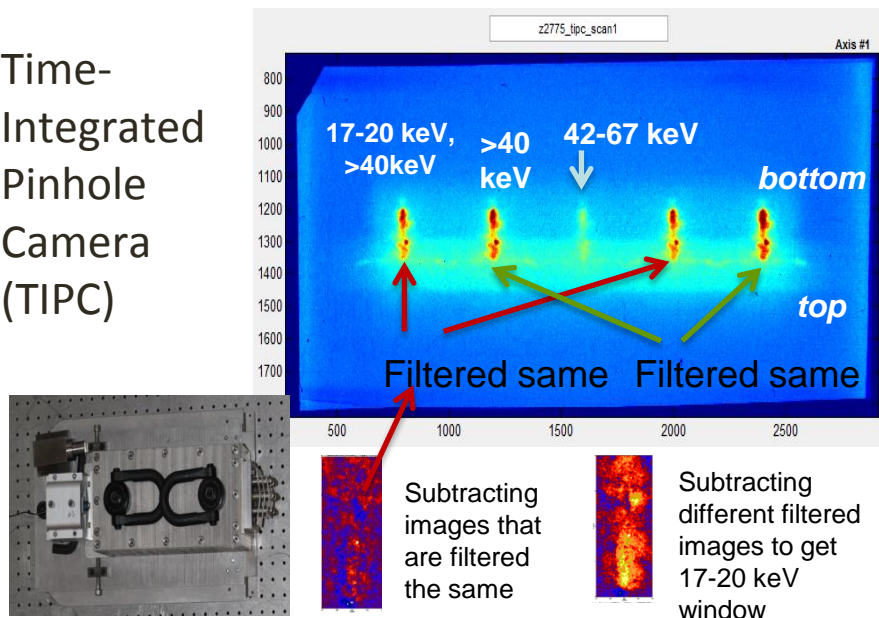 Time-
Integrated
Pinhole
Camera
(TIPC)
z2775_tipc_scan1
Axis #1
800
900
1000
1100
1200
1300
1400
1500
1600
1700
17-20 keV,
>40keV
>40
keV
42-67 keV
bottom
top
Filtered same
Filtered same
500
1000
1500
2000
2500
Subtracting
images that
are filtered
the same
Subtracting
different filtered
images to get
17-20 keV
window